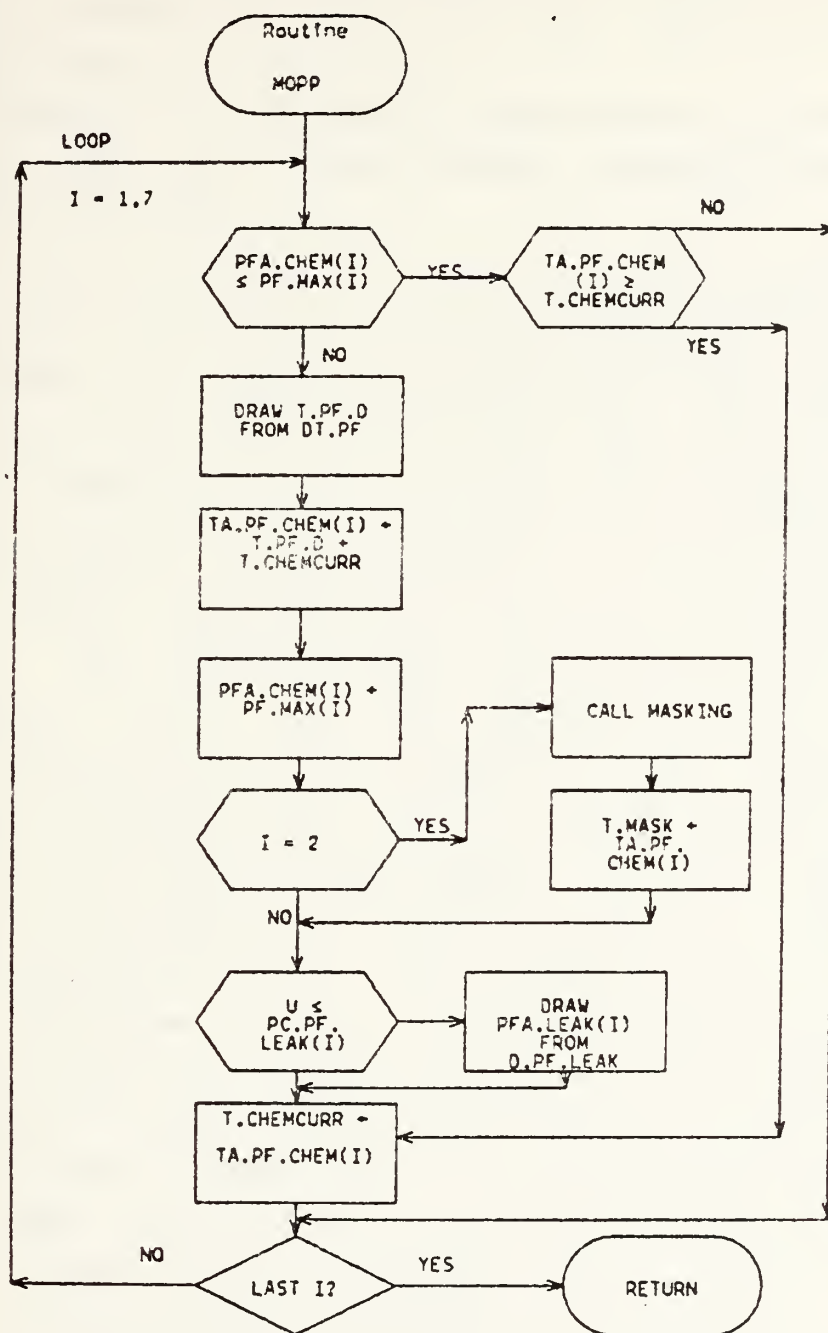 Routine
MOPP
LOOP
I = 1,7
NO
PFA.CHEM(I)
≤ PF.MAX(I)
YES
TA.PF.CHEM
(I) ≥
T.CHEMCURR
YES
NO
DRAW T.PF.D
FROM DT.PF
TA.PF.CHEM(I) ←
T.PF.D +
T.CHEMCURR
PFA.CHEM(I) ←
PF.MAX(I)
CALL MASKING
I = 2
YES
T.MASK ←
TA.PF.
CHEM(I)
NO
U ≤
PC.PF.
LEAK(I)
DRAW
PFA.LEAK(I)
FROM
D.PF.LEAK
T.CHEMCURR ←
TA.PF.CHEM(I)
NO
LAST I?
YES
RETURN